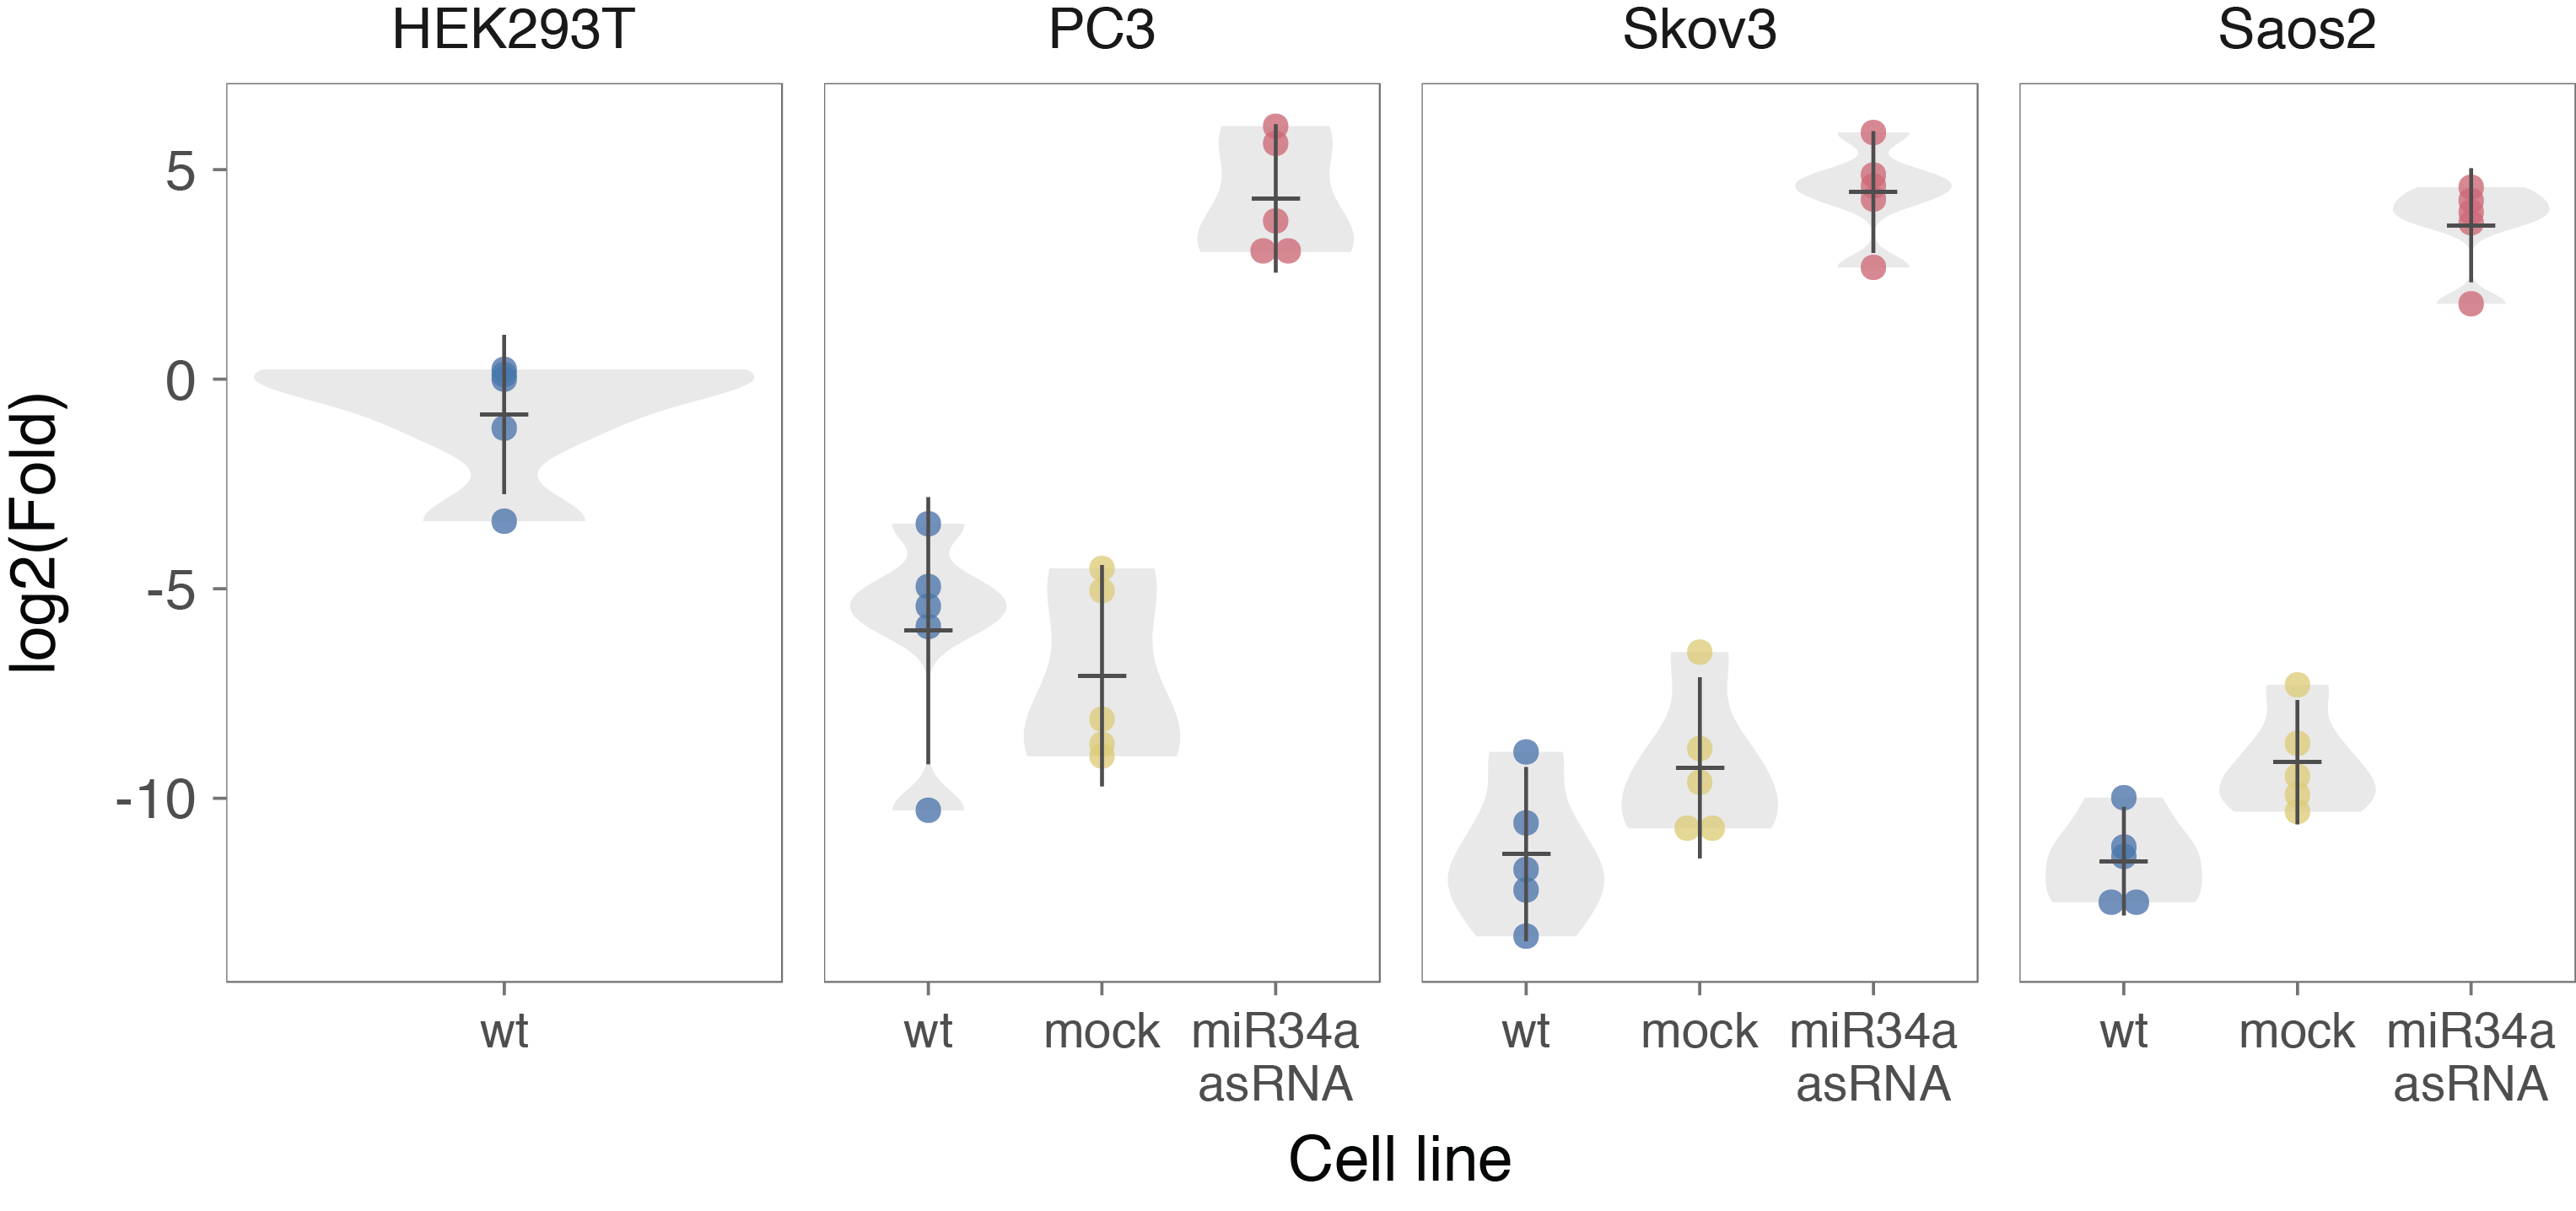 HEK293T
PC3
Skov3
Saos2
log2(Fold)
5
0
-5
-10
wt
wt
mock
miR34a
asRNA
wt
mock
miR34a
asRNA
wt
mock
miR34a
asRNA
Cell line